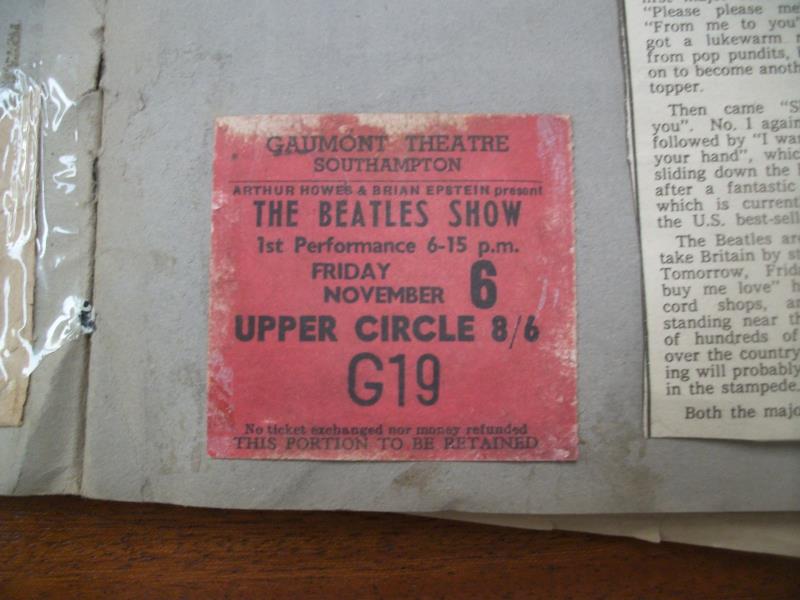 GAUMONT THEATRE
SOUTHAMPTON
ARTHUR HOWES & BRIAN EPSTEIN present
THE BEATLES SHOW
1st Performance 6-15 p.m.
FRIDAY
NOVEMBER 6
UPPER CIRCLE 8/6
G19
No ticket exchanged nor money refunded
THIS PORTION TO BE RETAINED
"Please please me
"From me to you"
got a lukewarm
from pop pundits,
on to become anoth
topper.
Then came "S
you". No. 1 again
followed by "I wan
your hand", whic
sliding down the
after a fantastic
which is current
the U.S. best-sell
The Beatles ar
take Britain by st
Tomorrow, Frid
buy me love" h
cord shops, an
standing near th
of hundreds of
over the country
ing will probably
in the stampede.
Both the majo